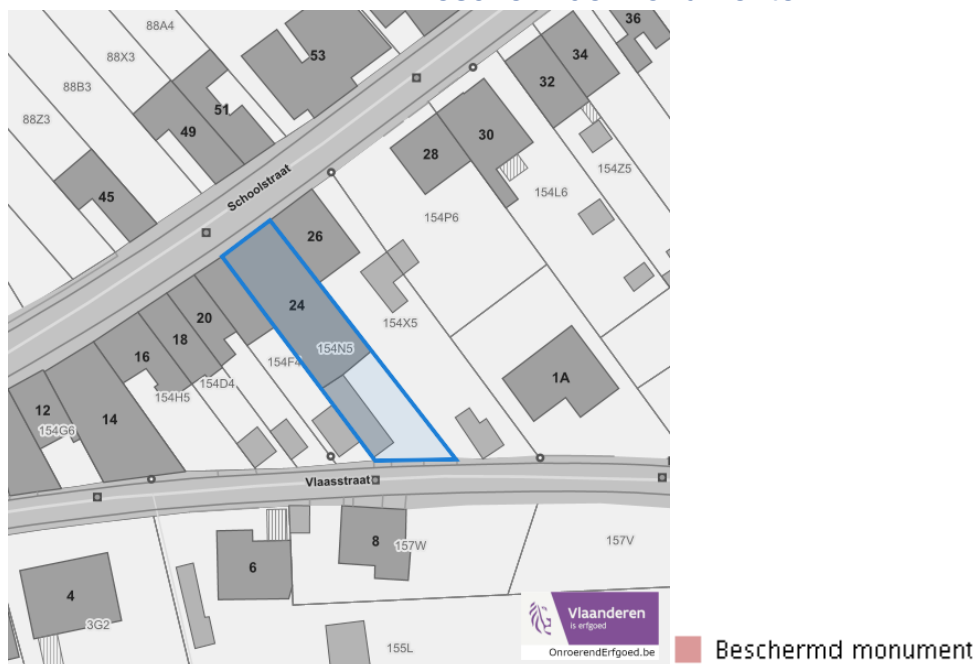 88A4
36
88X3
53
34
88B3
51
32
88Z3
49
30
28
154Z5
45
Schoolstraat
154L6
154P6
26
24
20
154X5
18
154N5
16
154F4
1A
154D4
154H5
12
14
154G6
Vlaasstraat
8
157W
157V
6
4
3G2
155L
Vlaanderen
is erfgoed
OnroerendErfgoed.be
Beschermd monument